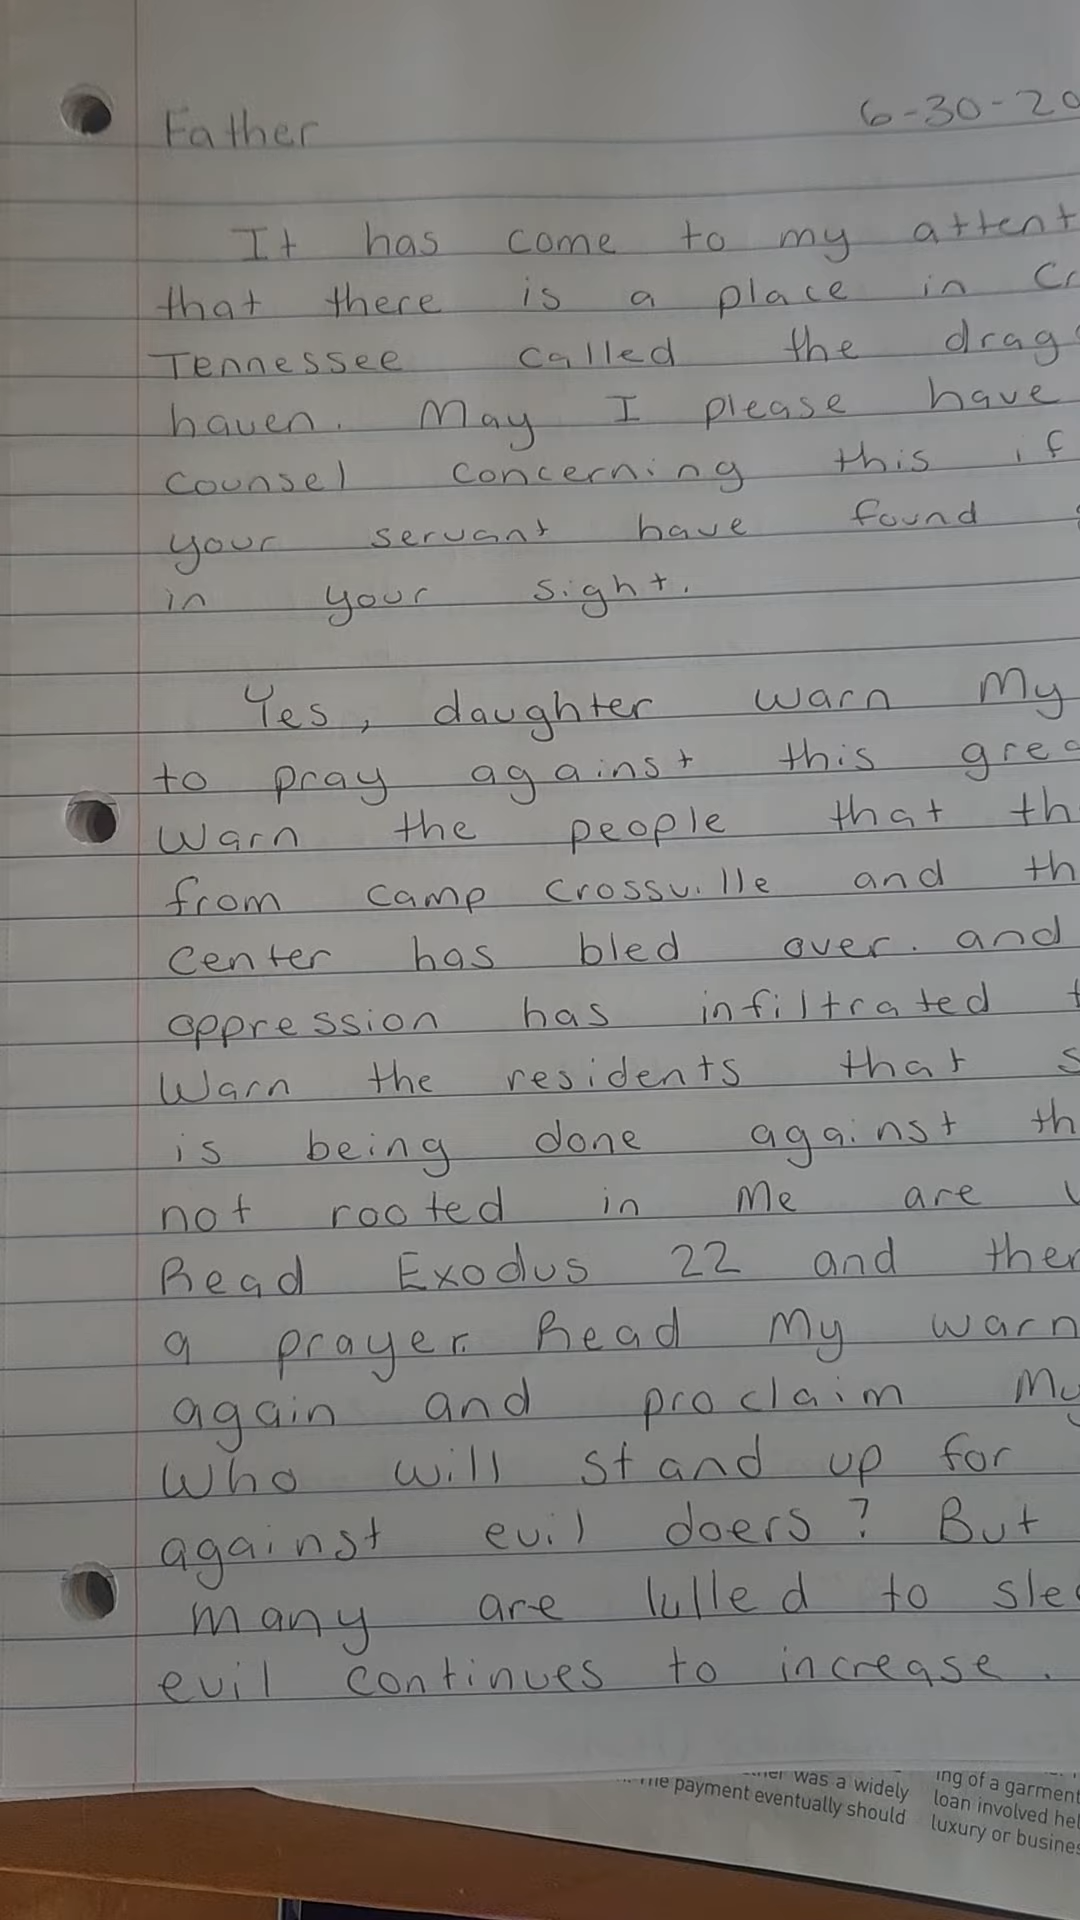 Father 6-30-20
It has come to my attent
that there is a place in Cr
Tennessee called the drag
haven. May I please have
counsel concerning this if
your servant have found
in your sight.
Yes, daughter warn My
to pray against this grea
Warn the people that th
from camp Crossville and th
center has bled over. and
oppression has infiltrated t
Warn the residents that s
is being done against th
not rooted in Me are
Read Exodus 22 and then
a prayer. Read My warn
again and proclaim My
Who will stand up for
against evil doers? But
many are lulled to slee
evil continues to increase.
was a widely
The payment eventually should
ing of a garment
loan involved hel
luxury or busines